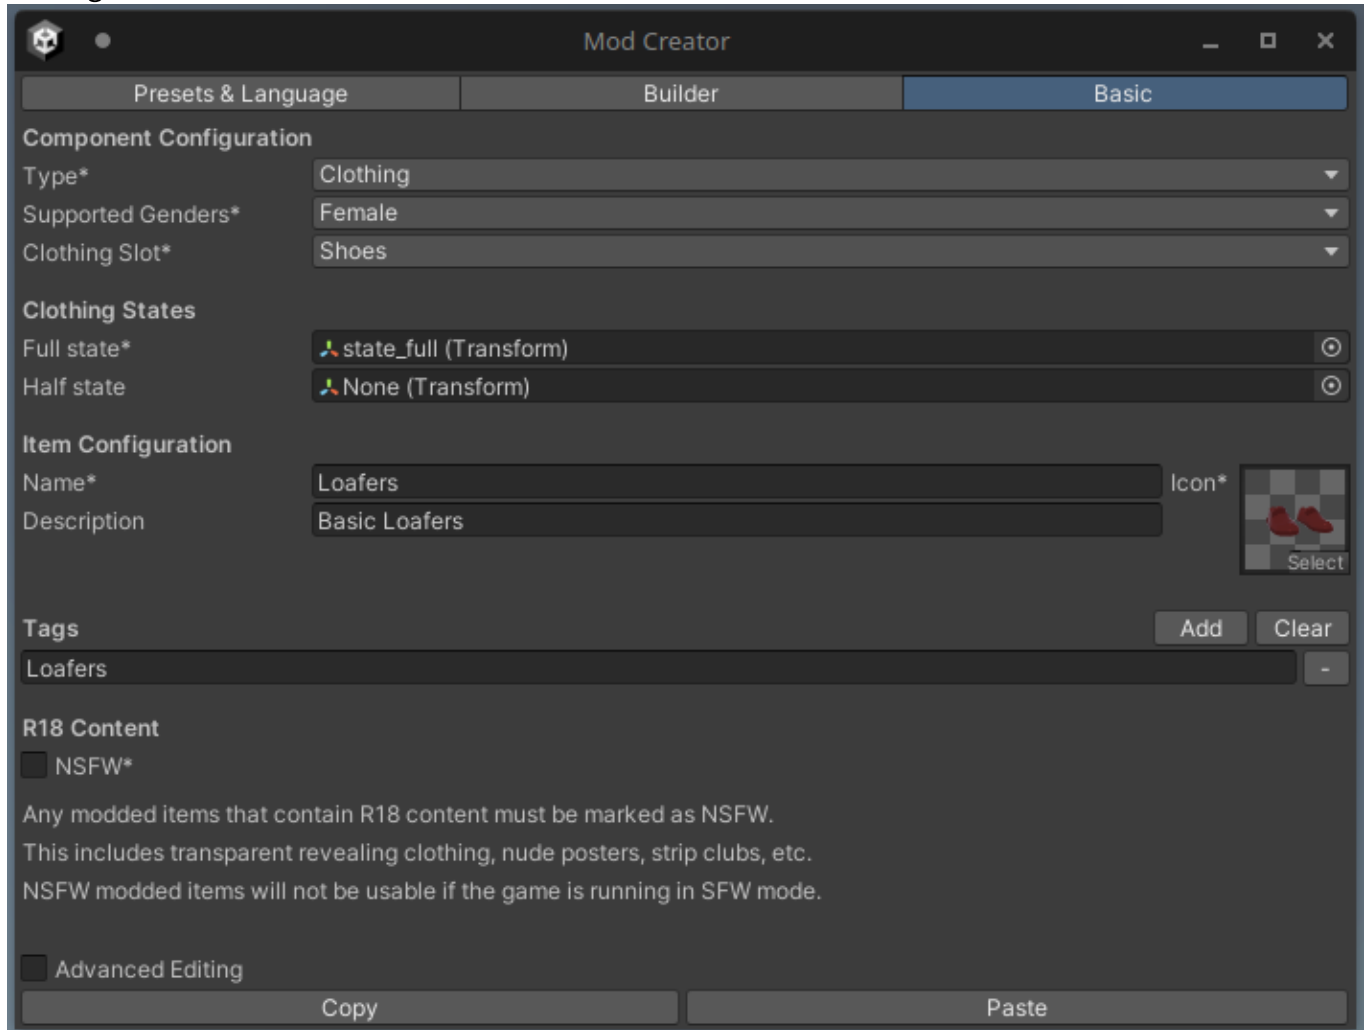 Mod Creator
Presets & Language
Builder
Basic
Component Configuration
Type* Clothing
Supported Genders* Female
Clothing Slot* Shoes
Clothing States
Full state* state_full (Transform)
Half state None (Transform)
Item Configuration
Name* Loafers Icon*
Description Basic Loafers
Select
Tags Add Clear
Loafers -
R18 Content
NSFW*
Any modded items that contain R18 content must be marked as NSFW.
This includes transparent revealing clothing, nude posters, strip clubs, etc.
NSFW modded items will not be usable if the game is running in SFW mode.
Advanced Editing
Copy Paste